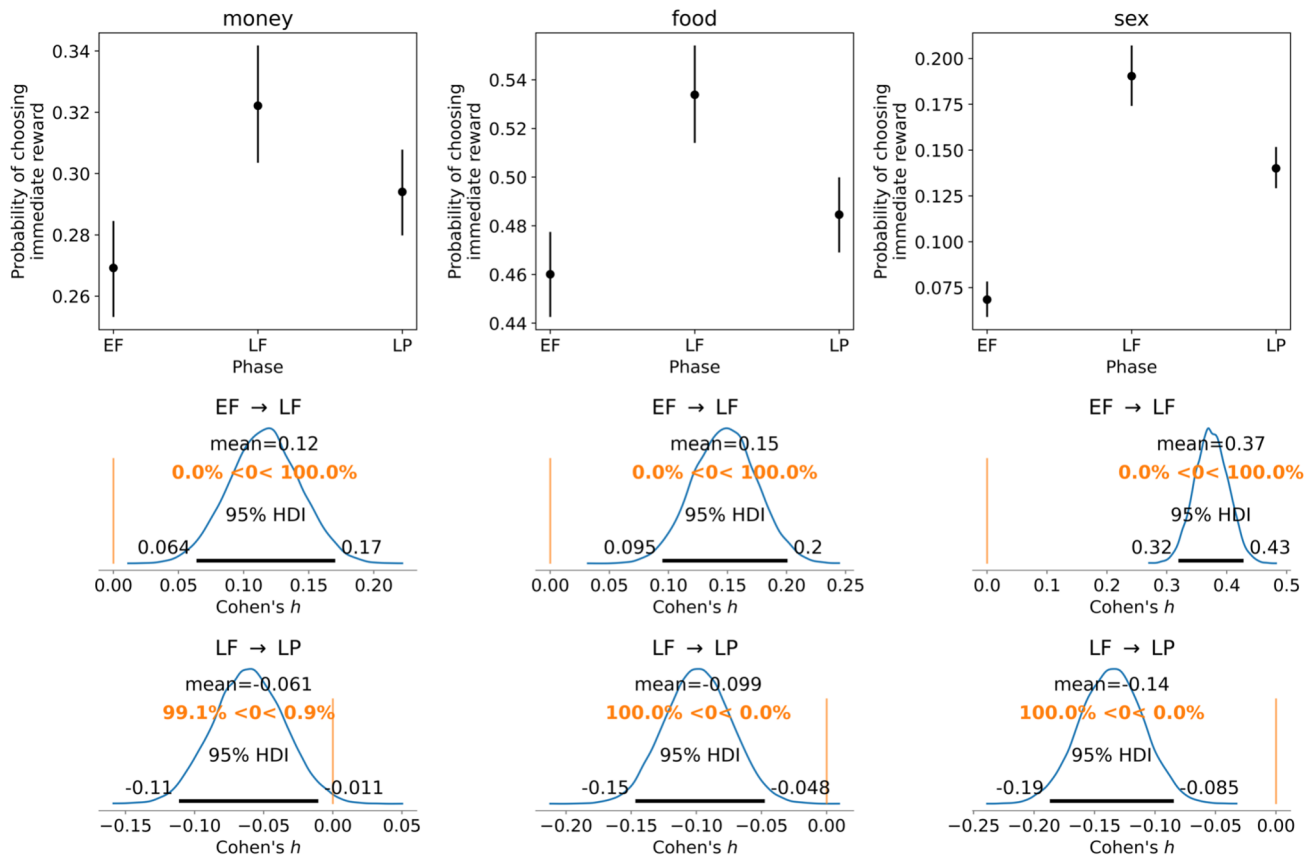 money
Probability of choosing
immediate reward
0.34
0.32
0.30
0.28
0.26
EF LF LP
Phase
food
Probability of choosing
immediate reward
0.54
0.52
0.50
0.48
0.46
0.44
EF LF LP
Phase
sex
Probability of choosing
immediate reward
0.200
0.175
0.150
0.125
0.100
0.075
EF LF LP
Phase
EF → LF
mean=0.12
0.0% <0< 100.0%
95% HDI
0.064 0.17
0.00 0.05 0.10 0.15 0.20
Cohen's h
EF → LF
mean=0.15
0.0% <0< 100.0%
95% HDI
0.095 0.2
0.00 0.05 0.10 0.15 0.20 0.25
Cohen's h
EF → LF
mean=0.37
0.0% <0< 100.0%
95% HDI
0.32 0.43
0.0 0.1 0.2 0.3 0.4 0.5
Cohen's h
LF → LP
mean=-0.061
99.1% <0< 0.9%
95% HDI
-0.11 -0.011
−0.15 −0.10 −0.05 0.00 0.05
Cohen's h
LF → LP
mean=-0.099
100.0% <0< 0.0%
95% HDI
-0.15 -0.048
−0.20 −0.15 −0.10 −0.05 0.00
Cohen's h
LF → LP
mean=-0.14
100.0% <0< 0.0%
95% HDI
-0.19 -0.085
−0.25 −0.20 −0.15 −0.10 −0.05 0.00
Cohen's h